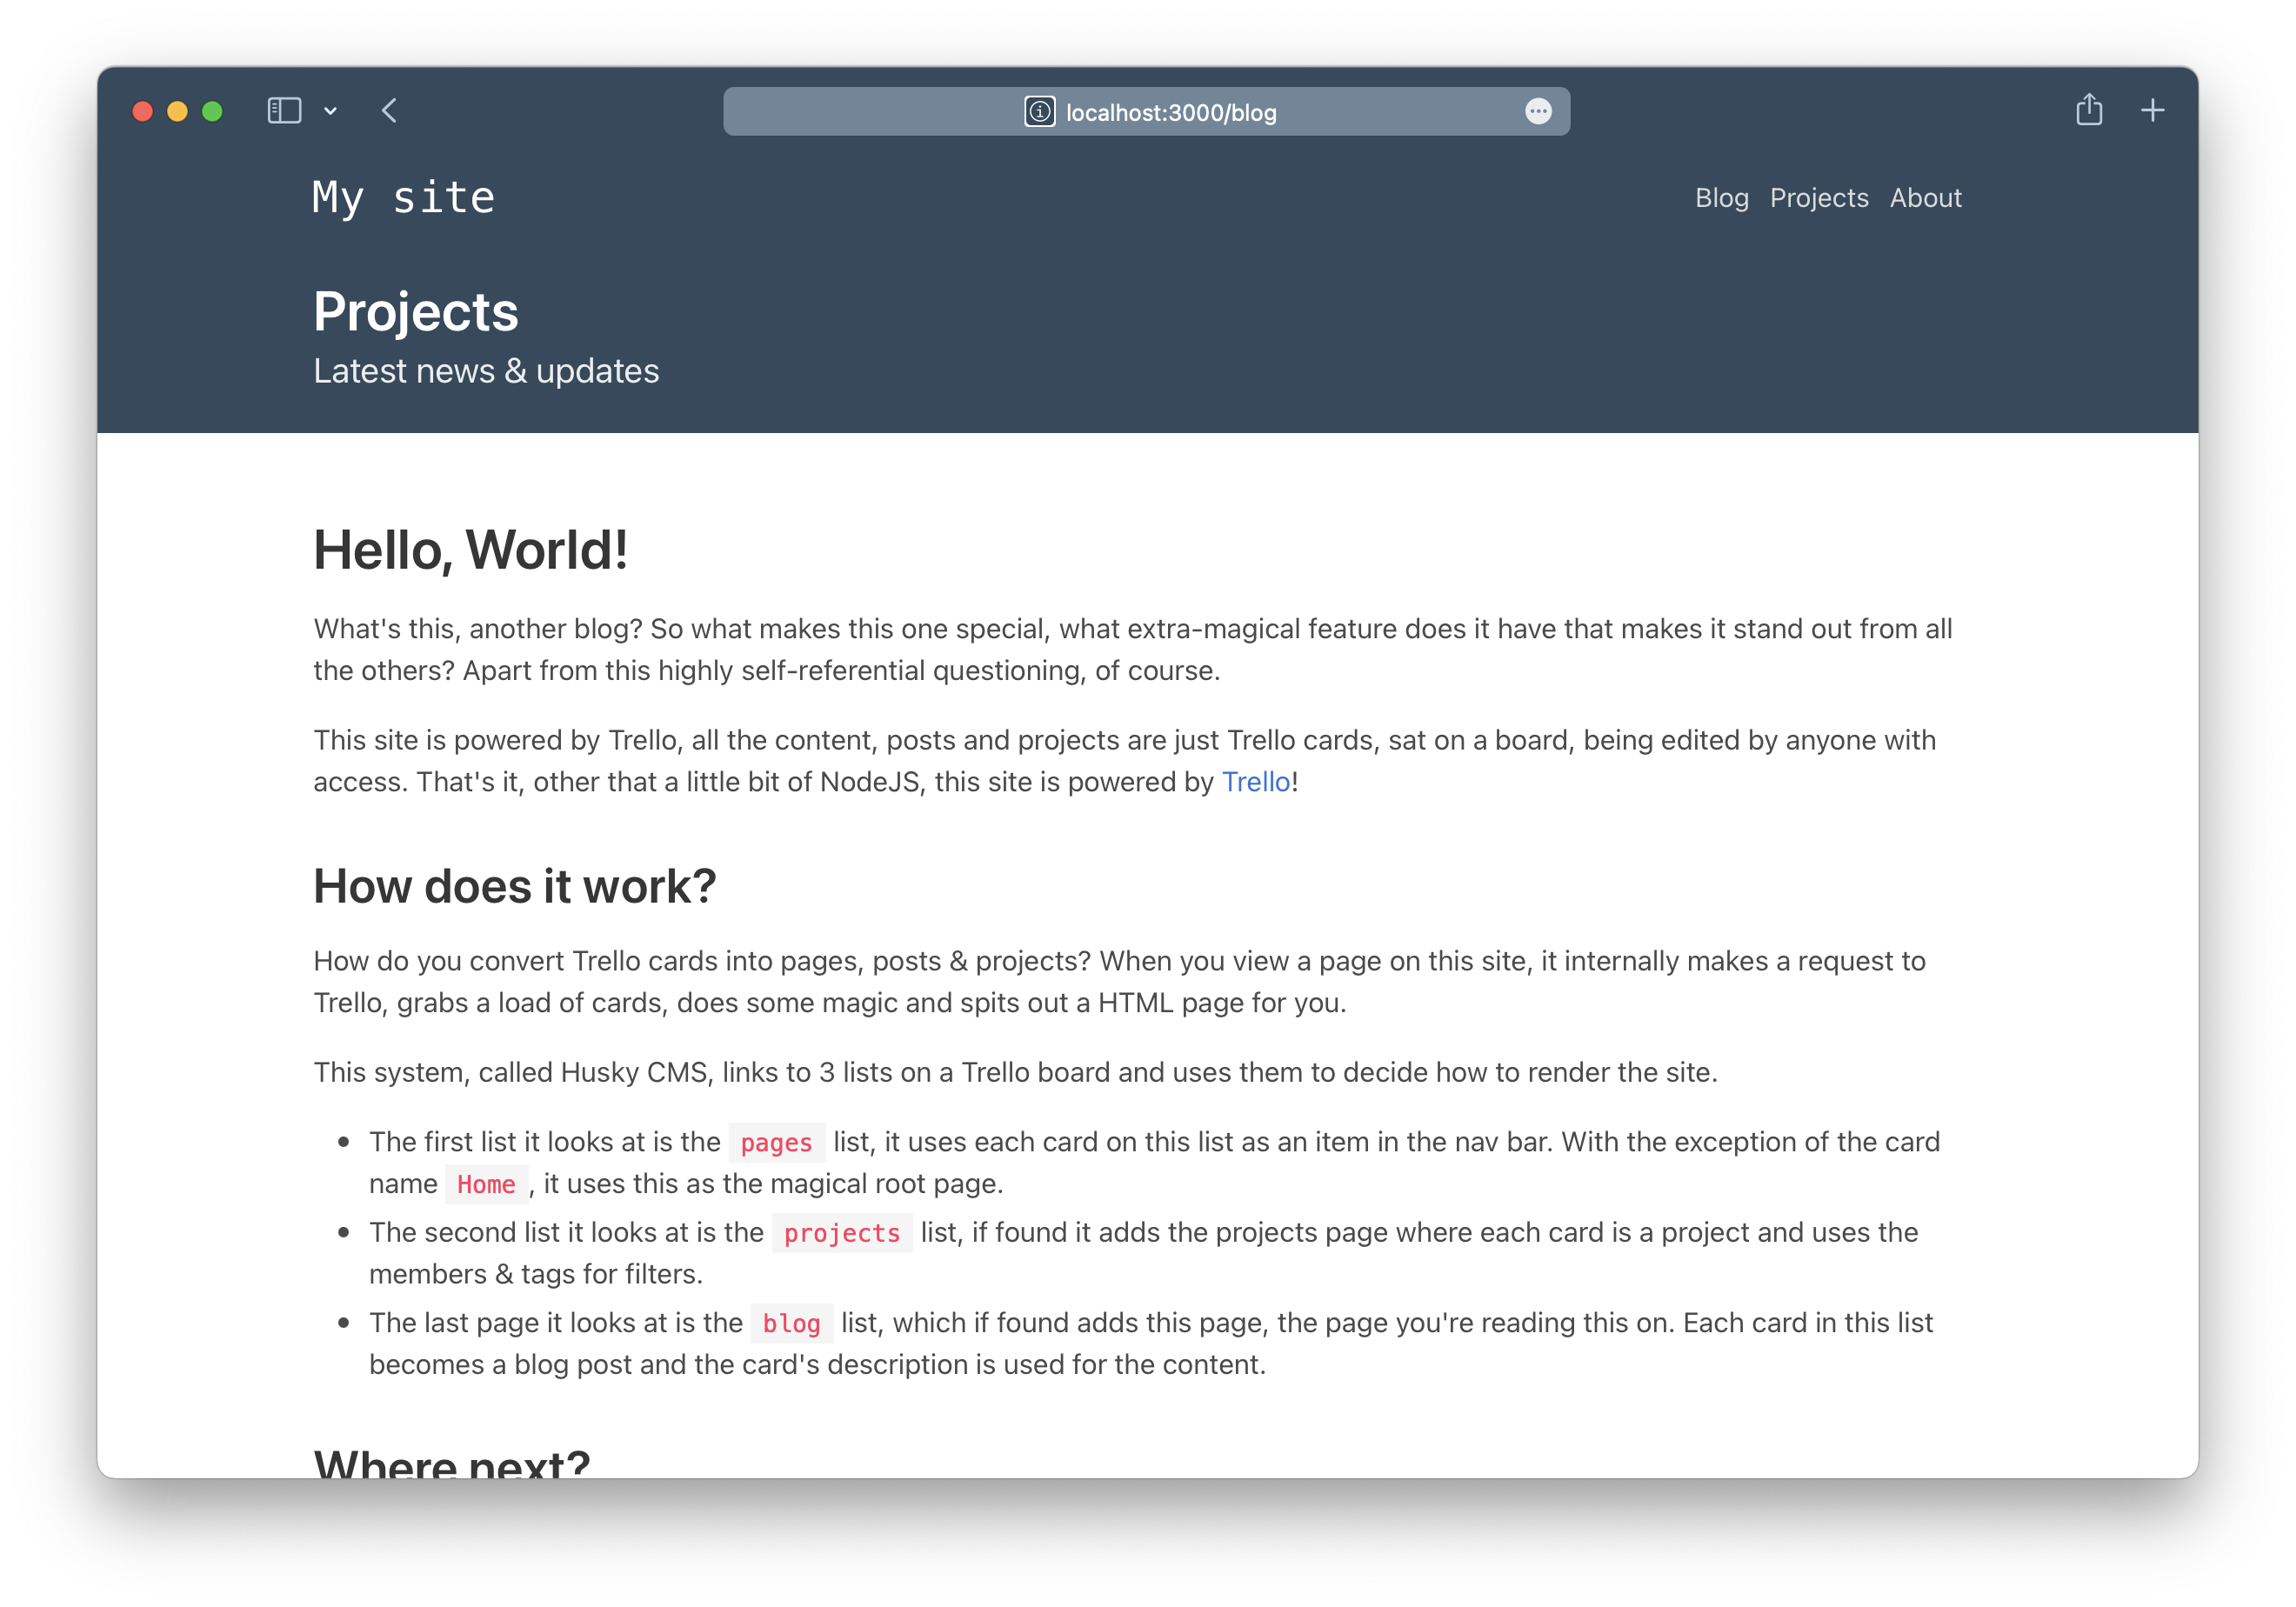 localhost:3000/blog
My site
Blog Projects About
Projects
Latest news & updates
Hello, World!
What's this, another blog? So what makes this one special, what extra-magical feature does it have that makes it stand out from all
the others? Apart from this highly self-referential questioning, of course.
This site is powered by Trello, all the content, posts and projects are just Trello cards, sat on a board, being edited by anyone with
access. That's it, other that a little bit of NodeJS, this site is powered by Trello!
How does it work?
How do you convert Trello cards into pages, posts & projects? When you view a page on this site, it internally makes a request to
Trello, grabs a load of cards, does some magic and spits out a HTML page for you.
This system, called Husky CMS, links to 3 lists on a Trello board and uses them to decide how to render the site.
• The first list it looks at is the pages list, it uses each card on this list as an item in the nav bar. With the exception of the card
name Home , it uses this as the magical root page.
• The second list it looks at is the projects list, if found it adds the projects page where each card is a project and uses the
members & tags for filters.
• The last page it looks at is the blog list, which if found adds this page, the page you're reading this on. Each card in this list
becomes a blog post and the card's description is used for the content.
Where next?